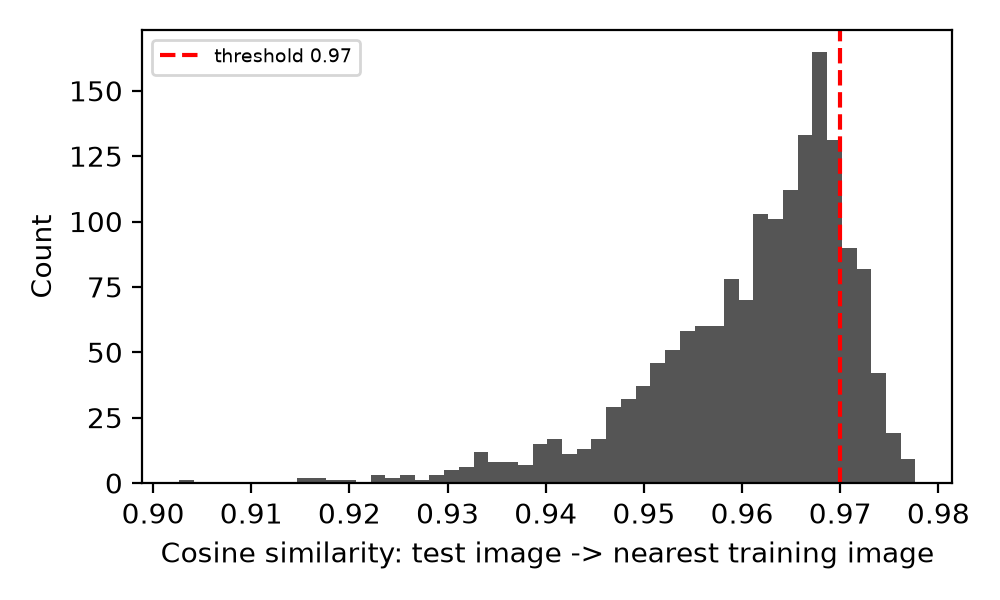 threshold 0.97
150
125
100
75
50
25
0
Count
0.90 0.91 0.92 0.93 0.94 0.95 0.96 0.97 0.98
Cosine similarity: test image -> nearest training image